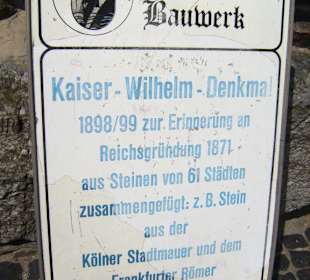 Bauwerk
Kaiser-Wilhelm-Denkmal
1898/99 zur Erinnerung an
Reichsgründung 1871
aus Steinen von 61 Städten
zusammengefügt: z.B. Stein
aus der
Kölner Stadtmauer und dem
Frankfurter Römer